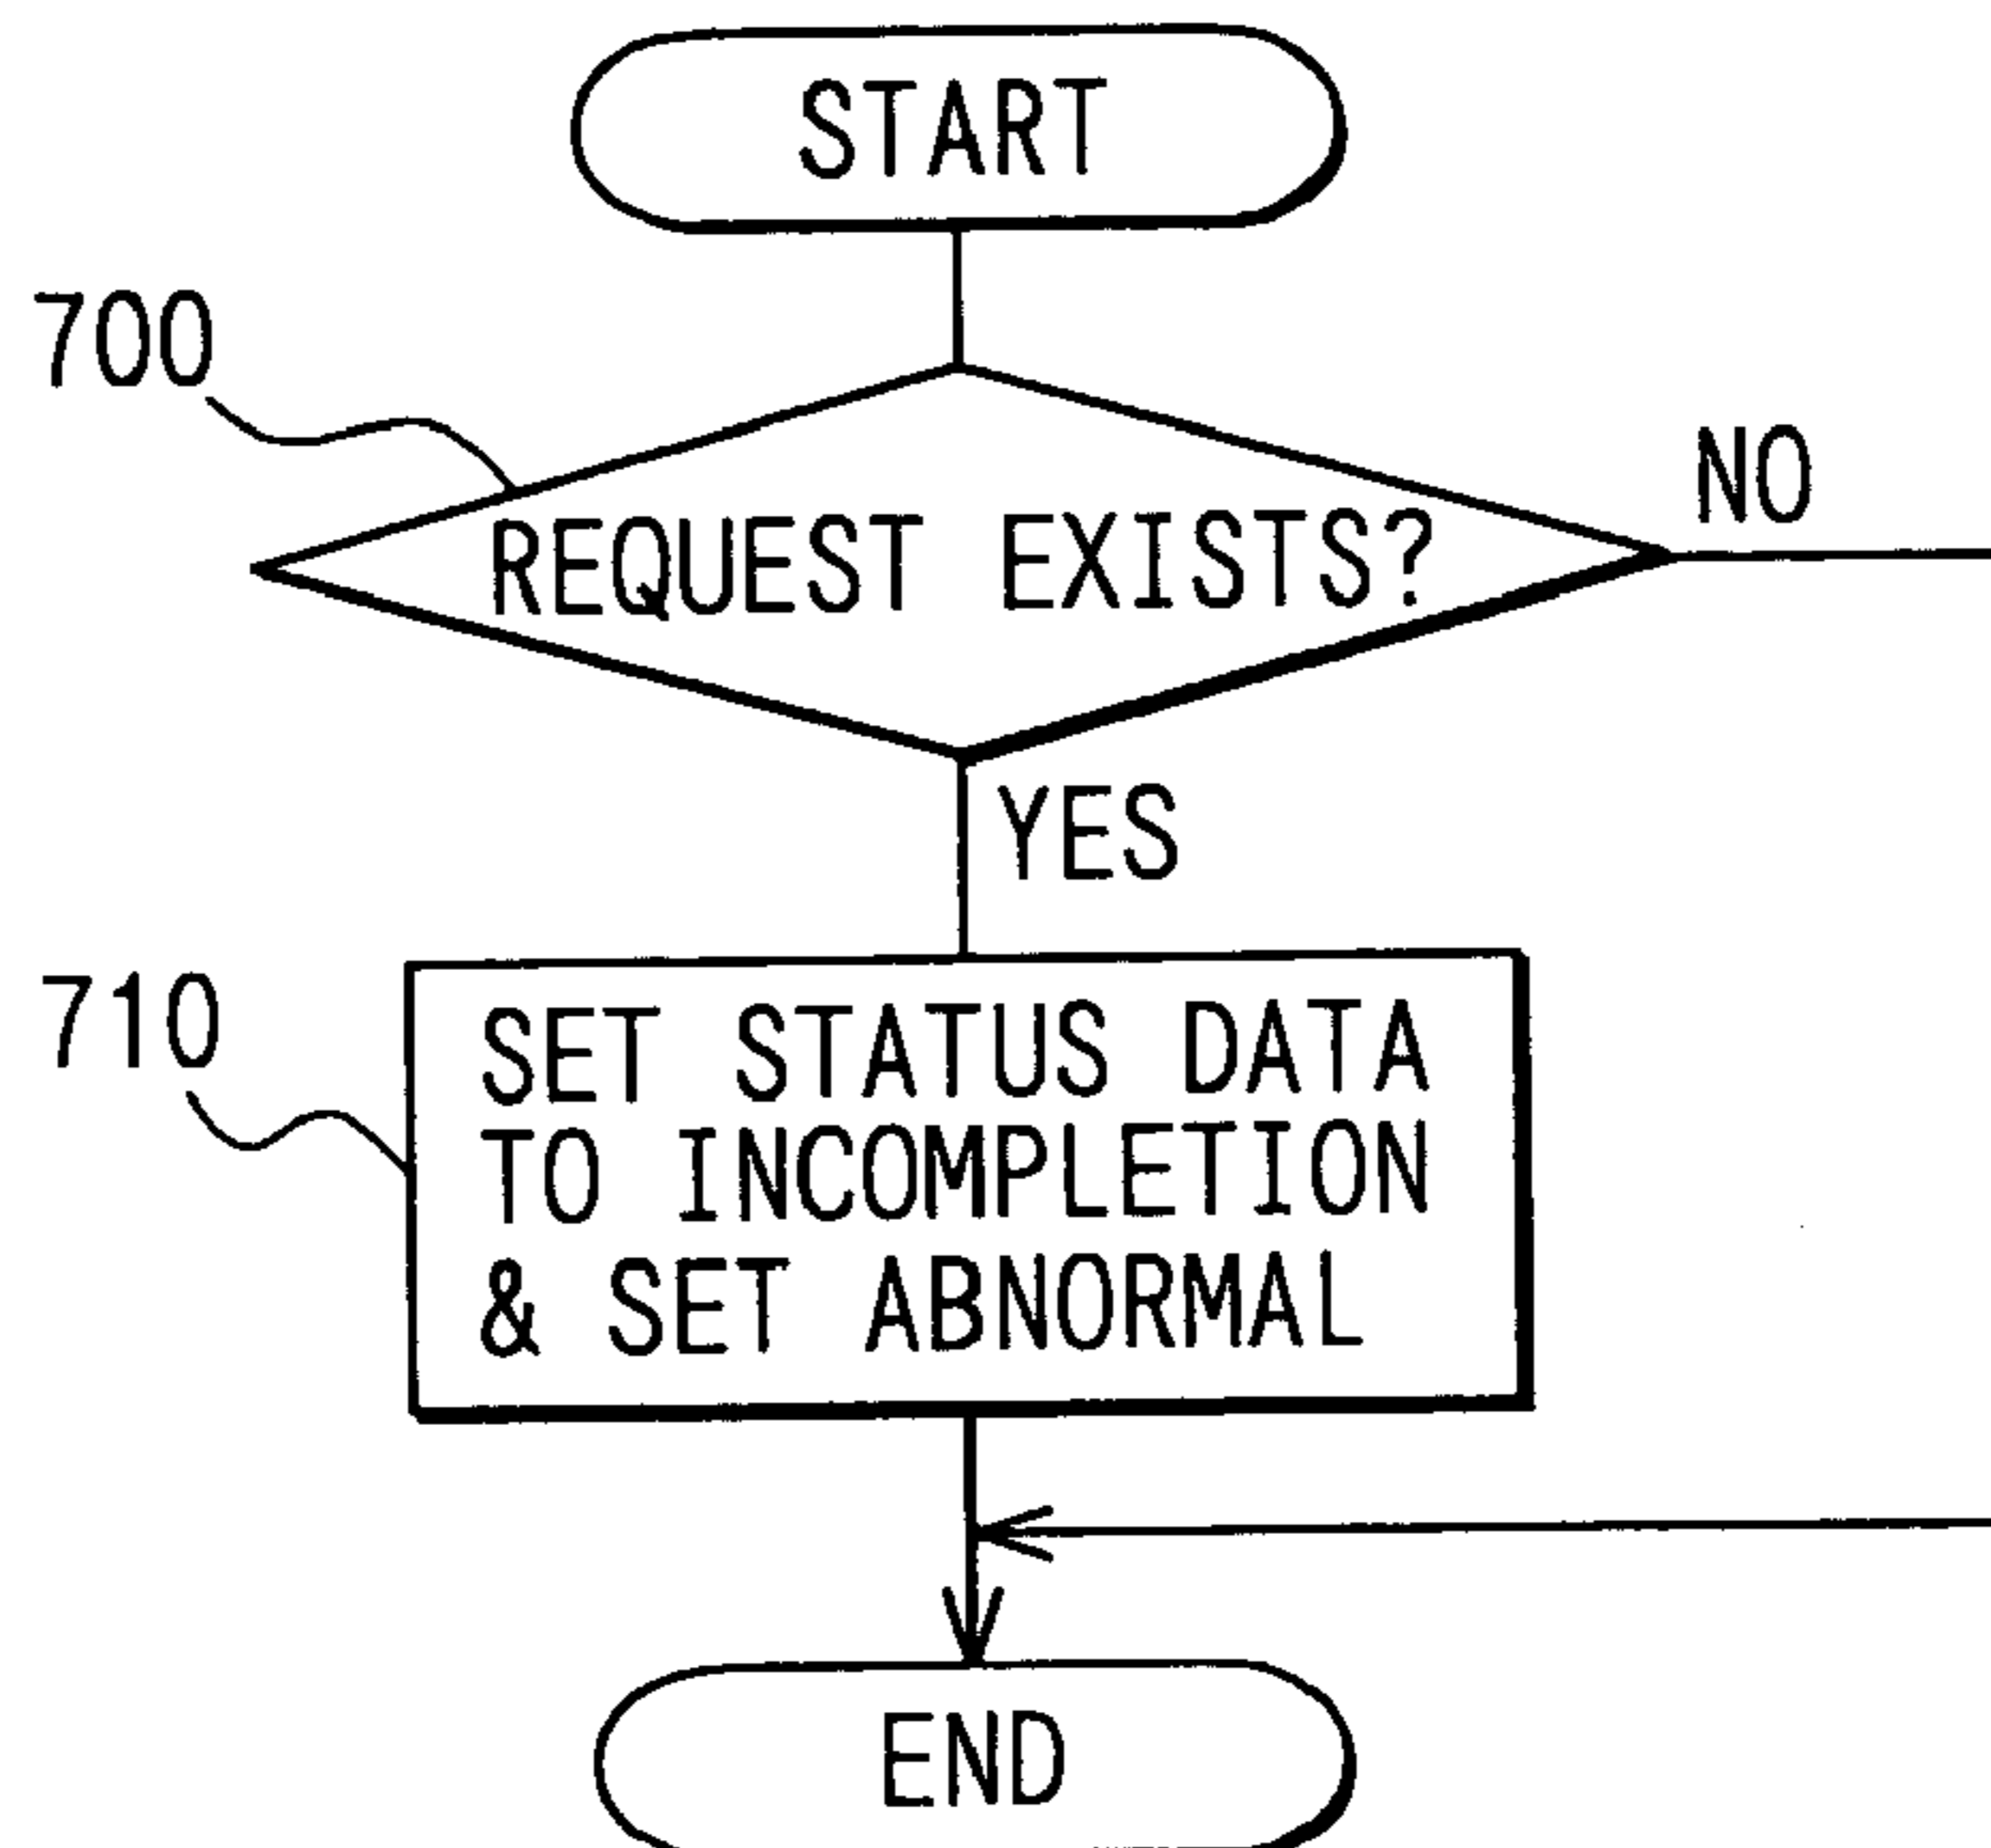 START
700
REQUEST EXISTS?
NO
YES
710
SET STATUS DATA
TO INCOMPLETION
& SET ABNORMAL
END